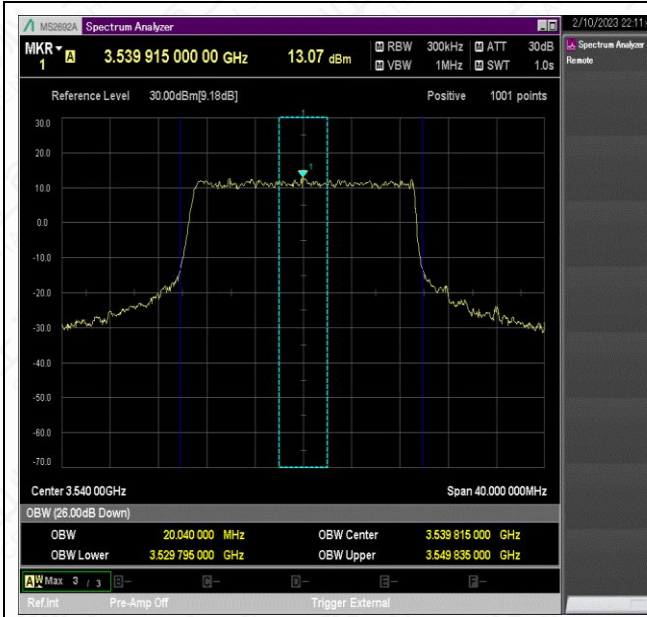 MS2692A Spectrum Analyzer
2/10/2023 22:11
MKR 1 A 3.539 915 000 00 GHz 13.07 dBm M RBW 300kHz M ATT 30dB
M VBW 1MHz M SWT 1.0s
Spectrum Analyzer
Remote
Reference Level 30.00dBm[9.18dB] Positive 1001 points
30.0
1
20.0
10.0
0.0
-10.0
-20.0
-30.0
-40.0
-50.0
-60.0
-70.0
Center 3.540 00GHz Span 40.000 000MHz
OBW (26.00dB Down)
OBW 20.040 000 MHz OBW Center 3.539 815 000 GHz
OBW Lower 3.529 795 000 GHz OBW Upper 3.549 835 000 GHz
A W Max 3 / 3 B- C- D- E- F-
Ref.Int Pre-Amp Off Trigger External